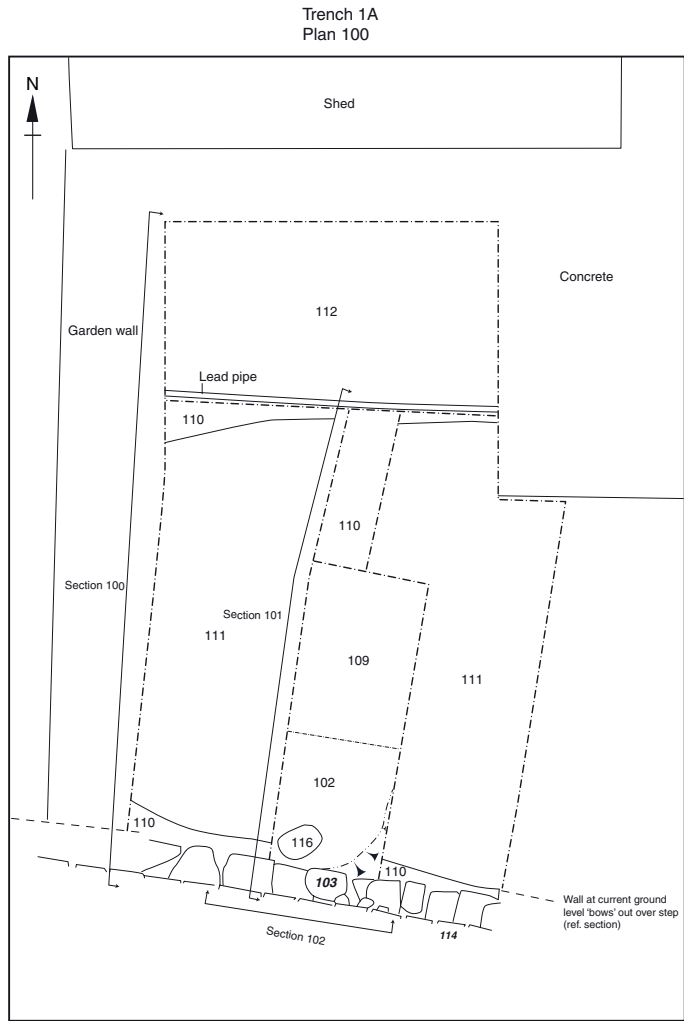 Trench 1A
Plan 100
N
Shed
Concrete
112
Garden wall
Lead pipe
110
110
Section 100
Section 101
111
109
111
102
110
116
110
103
Wall at current ground
level 'bows' out over step
(ref. section)
Section 102
114